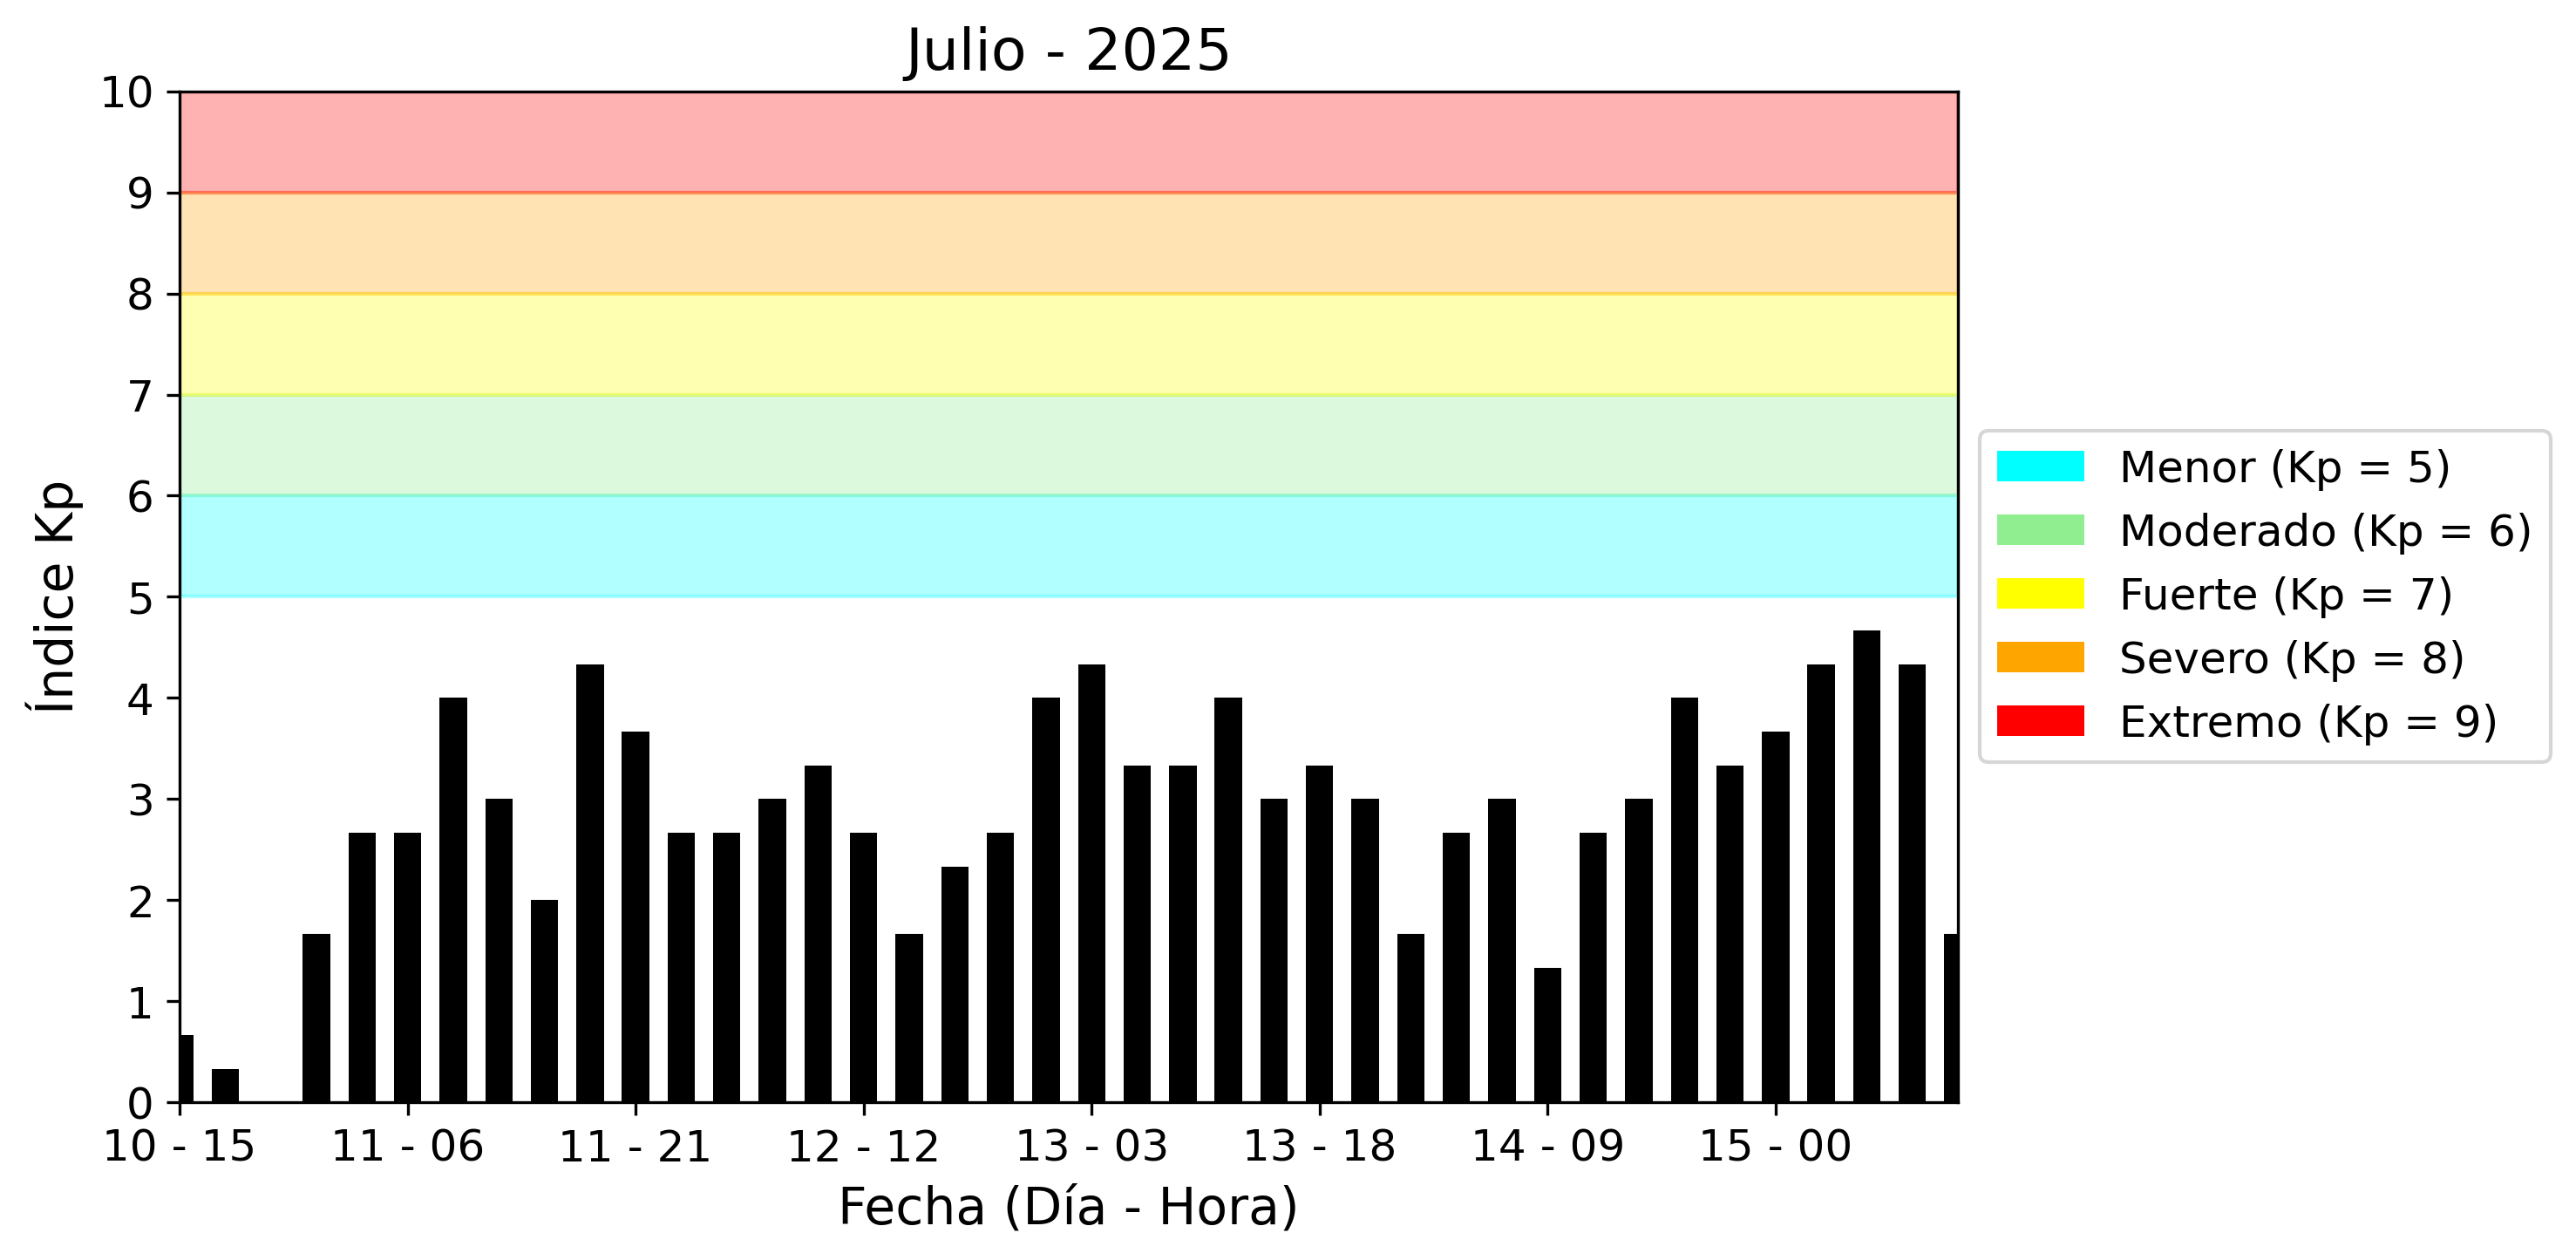 Julio - 2025
10
9
8
7
6
5
4
3
2
1
0
Índice Kp
10 - 15
11 - 06
11 - 21
12 - 12
13 - 03
13 - 18
14 - 09
15 - 00
Fecha (Día - Hora)
Menor (Kp = 5)
Moderado (Kp = 6)
Fuerte (Kp = 7)
Severo (Kp = 8)
Extremo (Kp = 9)